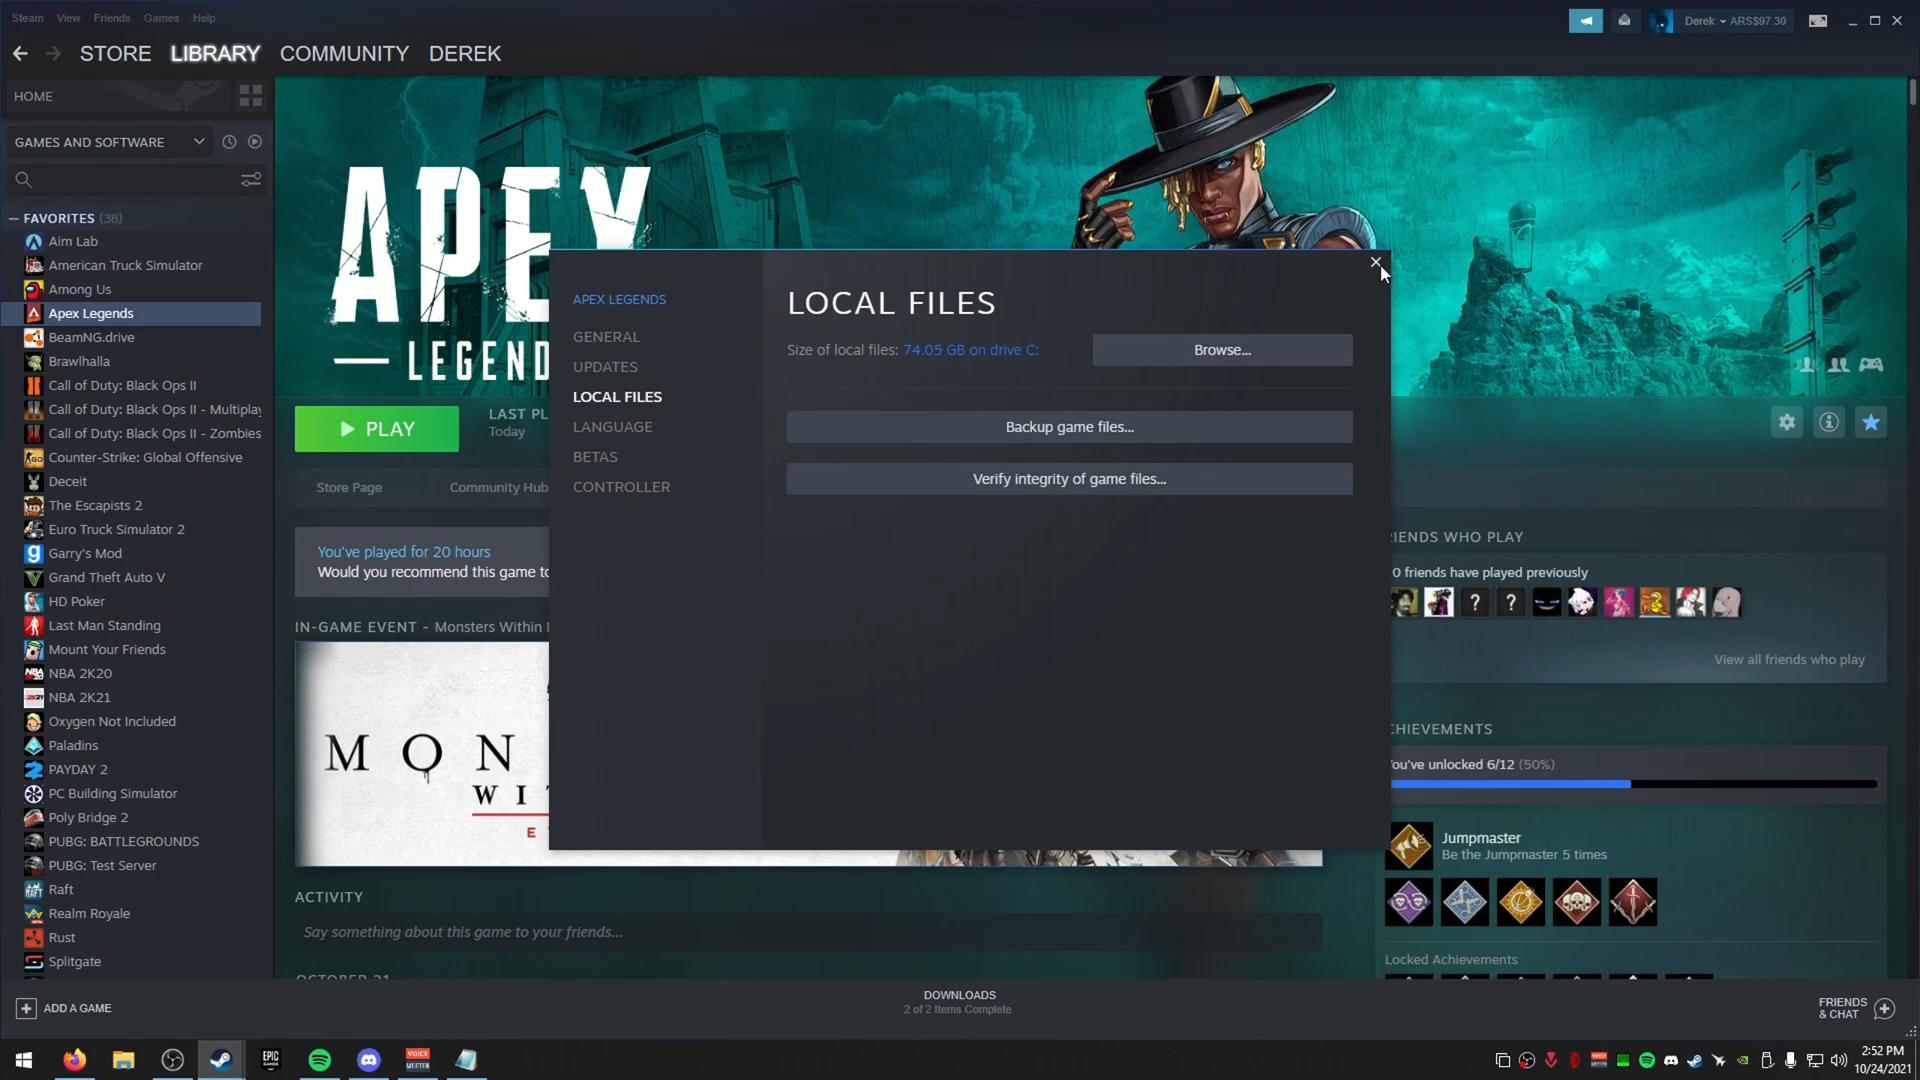 Steam View Friends Games Help
Derek ARS$97.30
STORE LIBRARY COMMUNITY DEREK
HOME
GAMES AND SOFTWARE
FAVORITES (38)
Aim Lab
American Truck Simulator
Among Us
Apex Legends
BeamNG.drive
Brawlhalla
Call of Duty: Black Ops II
Call of Duty: Black Ops II - Multiplay
Call of Duty: Black Ops II - Zombies
Counter-Strike: Global Offensive
Deceit
The Escapists 2
Euro Truck Simulator 2
Garry's Mod
Grand Theft Auto V
HD Poker
Last Man Standing
Mount Your Friends
NBA 2K20
NBA 2K21
Oxygen Not Included
Paladins
PAYDAY 2
PC Building Simulator
Poly Bridge 2
PUBG: BATTLEGROUNDS
PUBG: Test Server
Raft
Realm Royale
Rust
Splitgate
ADD A GAME
APEX
LEGEND
PLAY
LAST PL
Today
Store Page Community Hub
You've played for 20 hours
Would you recommend this game to
IN-GAME EVENT - Monsters Within
MON
WI
E
ACTIVITY
Say something about this game to your friends...
OCTOBER 21
APEX LEGENDS
GENERAL
UPDATES
LOCAL FILES
LANGUAGE
BETAS
CONTROLLER
LOCAL FILES
Size of local files: 74.05 GB on drive C:
Browse...
Backup game files...
Verify integrity of game files...
IENDS WHO PLAY
0 friends have played previously
? ?
View all friends who play
CHIEVEMENTS
ou've unlocked 6/12 (50%)
Jumpmaster
Be the Jumpmaster 5 times
Locked Achievements
DOWNLOADS
2 of 2 Items Complete
FRIENDS
& CHAT
EPIC
GAMES
VOICE
MEETER
2:52 PM
10/24/2021